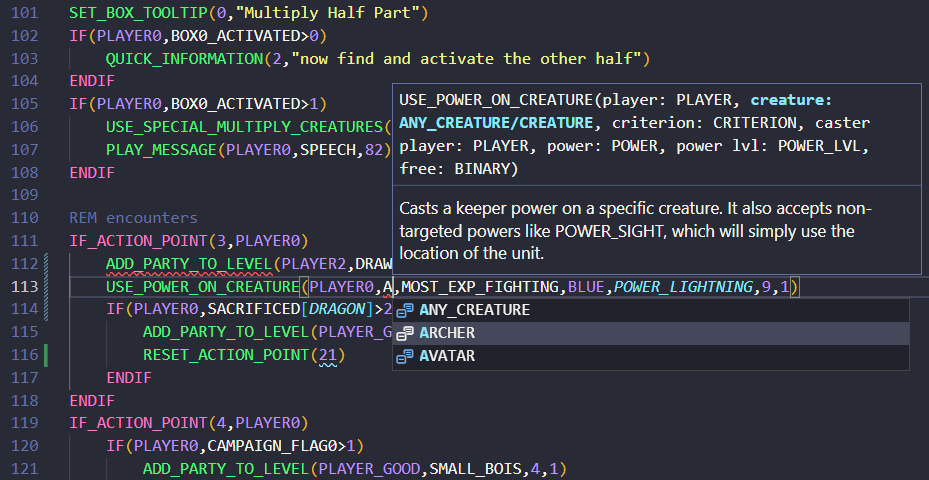 101 SET_BOX_TOOLTIP(0,"Multiply Half Part")
102 IF(PLAYER0,BOX0_ACTIVATED>0)
103 QUICK_INFORMATION(2,"now find and activate the other half")
104 ENDIF
105 IF(PLAYER0,BOX0_ACTIVATED>1)
106 USE_SPECIAL_MULTIPLY_CREATURES(
107 PLAY_MESSAGE(PLAYER0,SPEECH,82)
108 ENDIF
109
110 REM encounters
111 IF_ACTION_POINT(3,PLAYER0)
112 ADD_PARTY_TO_LEVEL(PLAYER2,DRAW
113 USE_POWER_ON_CREATURE(PLAYER0,A,MOST_EXP_FIGHTING,BLUE,POWER_LIGHTNING,9,1)
114 IF(PLAYER0,SACRIFICED[DRAGON]>2
115 ADD_PARTY_TO_LEVEL(PLAYER_G
116 RESET_ACTION_POINT(21)
117 ENDIF
118 ENDIF
119 IF_ACTION_POINT(4,PLAYER0)
120 IF(PLAYER0,CAMPAIGN_FLAG0>1)
121 ADD_PARTY_TO_LEVEL(PLAYER_GOOD,SMALL_BOIS,4,1)
USE_POWER_ON_CREATURE(player: PLAYER, creature:
ANY_CREATURE/CREATURE, criterion: CRITERION, caster
player: PLAYER, power: POWER, power lvl: POWER_LVL,
free: BINARY)
Casts a keeper power on a specific creature. It also accepts non-
targeted powers like POWER_SIGHT, which will simply use the
location of the unit.
ANY_CREATURE
ARCHER
AVATAR